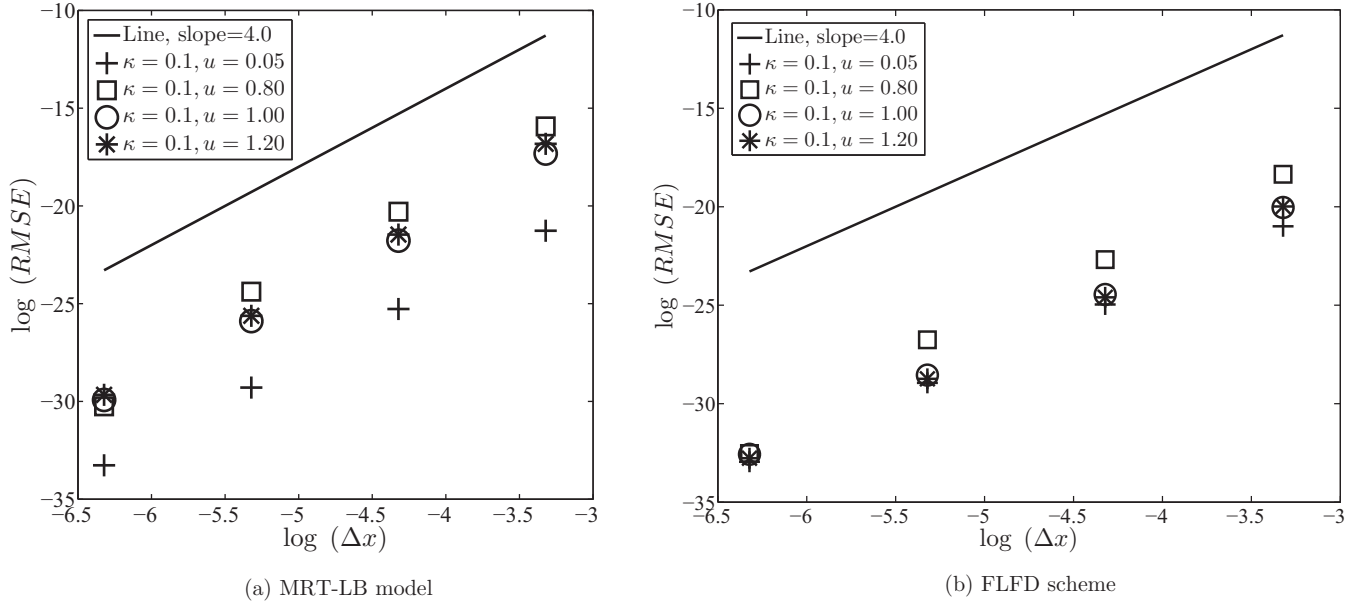 −10
−15
−20
−25
−30
−35
log (RMSE)
Line, slope=4.0
κ = 0.1, u = 0.05
κ = 0.1, u = 0.80
κ = 0.1, u = 1.00
κ = 0.1, u = 1.20
−6.5 −6 −5.5 −5 −4.5 −4 −3.5 −3
log (Δx)
(a) MRT-LB model
−10
−15
−20
−25
−30
−35
log (RMSE)
Line, slope=4.0
κ = 0.1, u = 0.05
κ = 0.1, u = 0.80
κ = 0.1, u = 1.00
κ = 0.1, u = 1.20
−6.5 −6 −5.5 −5 −4.5 −4 −3.5 −3
log (Δx)
(b) FLFD scheme